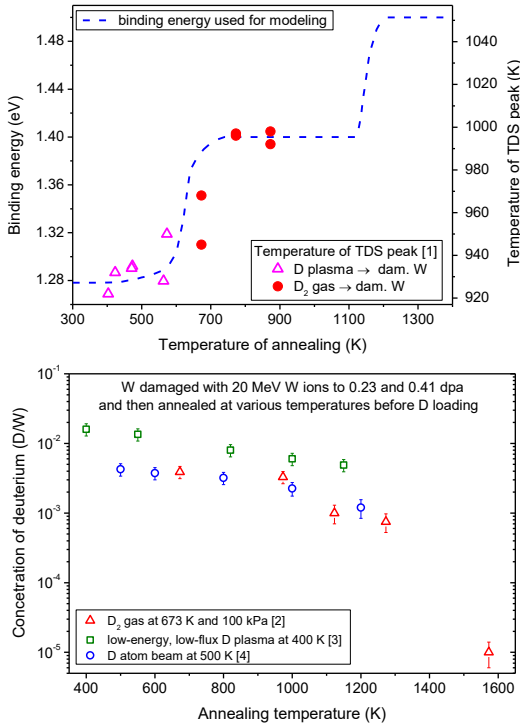 binding energy used for modeling
Binding energy (eV)
1.48
1.44
1.40
1.36
1.32
1.28
Temperature of TDS peak (K)
1040
1020
1000
980
960
940
920
Temperature of TDS peak [1]
D plasma → dam. W
D₂ gas → dam. W
300 500 700 900 1100 1300
Temperature of annealing (K)
W damaged with 20 MeV W ions to 0.23 and 0.41 dpa
and then annealed at various temperatures before D loading
Concetration of deuterium (D/W)
10⁻¹
10⁻²
10⁻³
10⁻⁴
10⁻⁵
D₂ gas at 673 K and 100 kPa [2]
low-energy, low-flux D plasma at 400 K [3]
D atom beam at 500 K [4]
400 600 800 1000 1200 1400 1600
Annealing temperature (K)